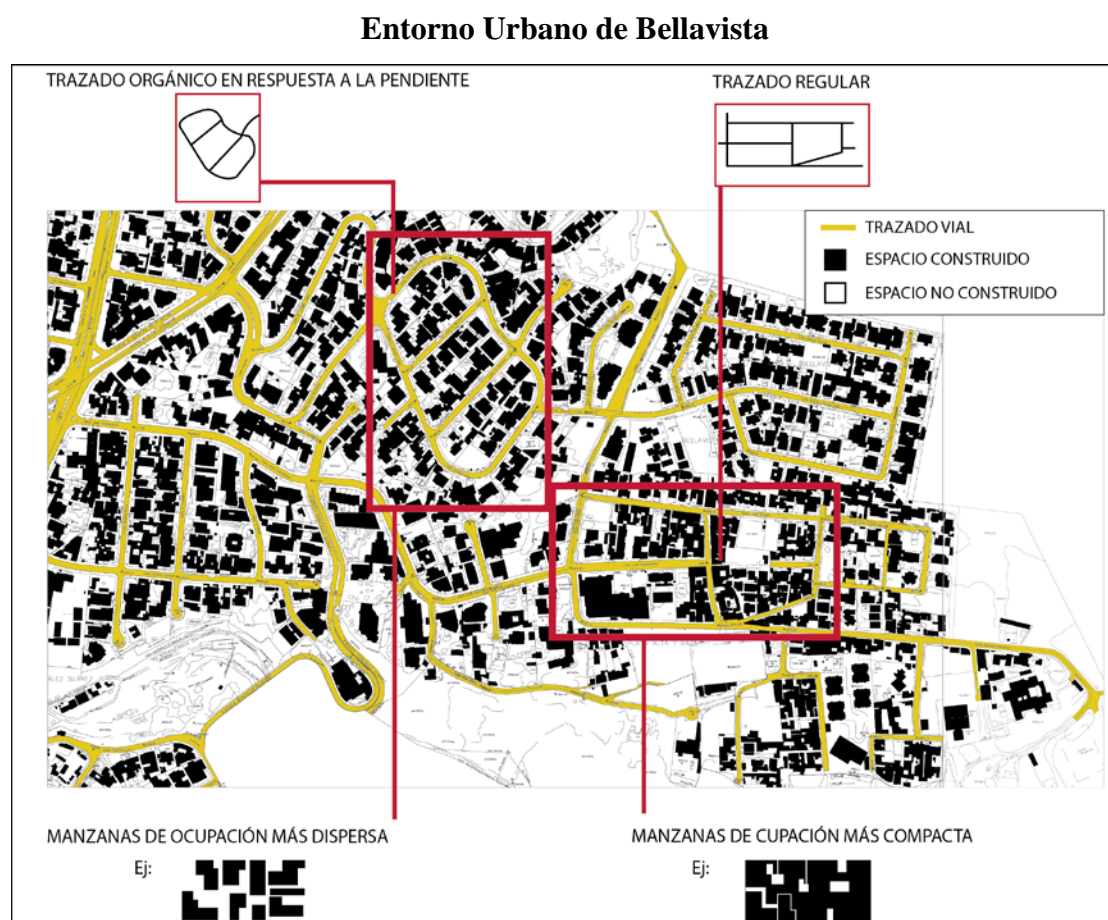 Entorno Urbano de Bellavista
TRAZADO ORGÁNICO EN RESPUESTA A LA PENDIENTE
TRAZADO REGULAR
TRAZADO VIAL
ESPACIO CONSTRUIDO
ESPACIO NO CONSTRUIDO
BELLAVISTA
MANZANAS DE OCUPACIÓN MÁS DISPERSA
Ej:
MANZANAS DE CUPACIÓN MÁS COMPACTA
Ej: